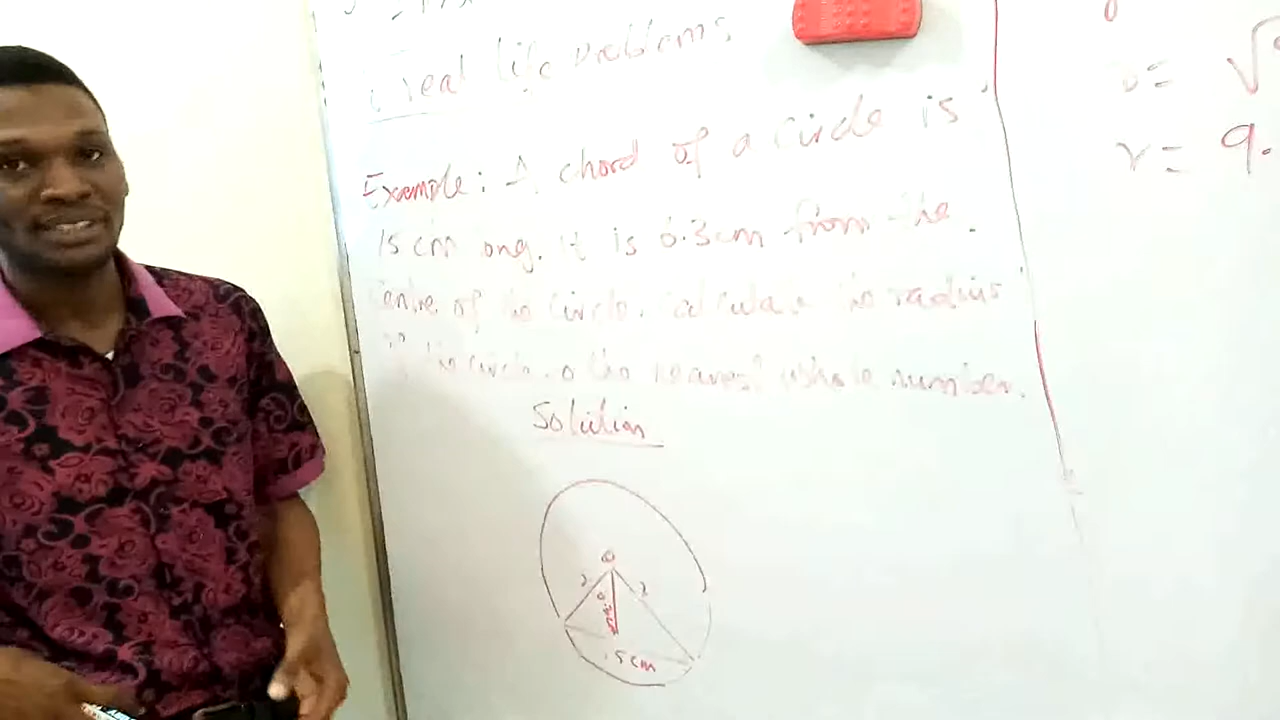 real life problems
Example: A chord of a circle is
15 cm long. It is 6.3cm from the
centre of the circle. Calculate the radius
of the circle to the nearest whole number.
Solution
O
r r
15cm
r = 9.